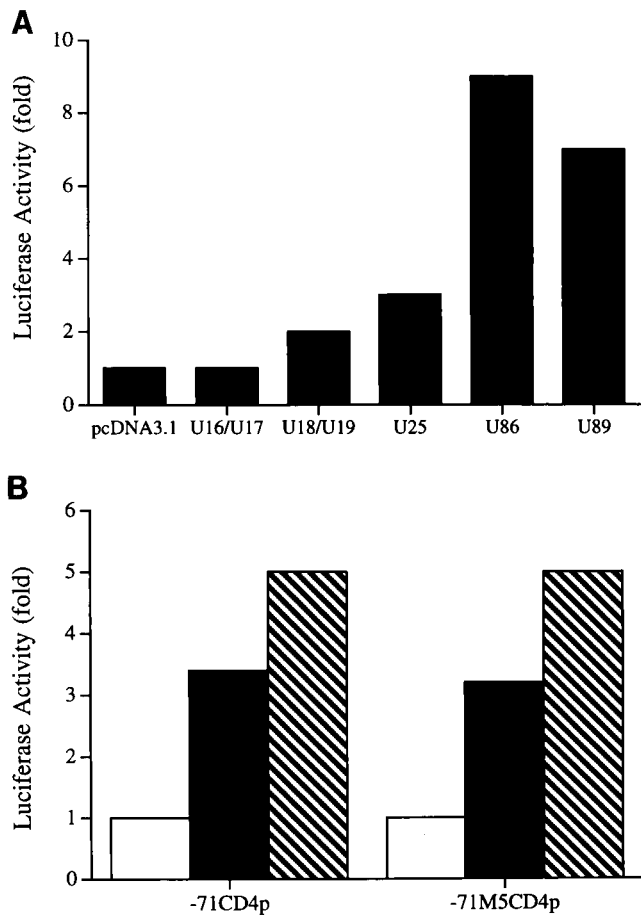 A
Luciferase Activity (fold)
10
8
6
4
2
0
pcDNA3.1 U16/U17 U18/U19 U25 U86 U89
B
Luciferase Activity (fold)
6
5
4
3
2
1
0
-71CD4p -71M5CD4p